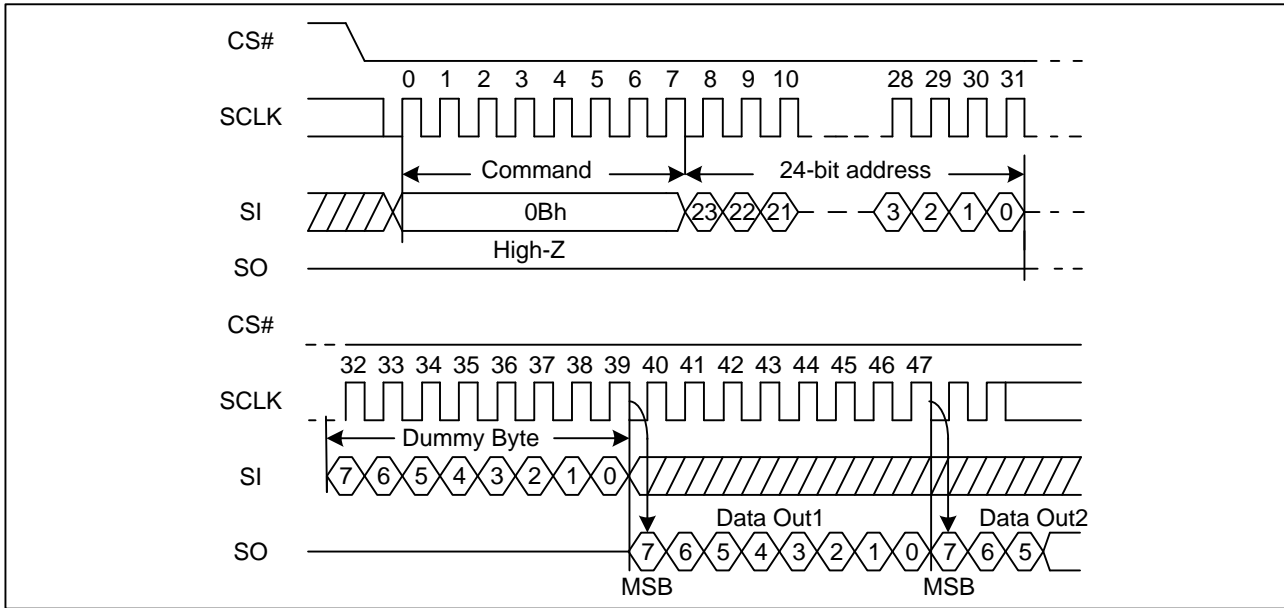 CS#
0 1 2 3 4 5 6 7 8 9 10 28 29 30 31
SCLK
Command 24-bit address
SI 0Bh 23 22 21 3 2 1 0
High-Z
SO
CS#
32 33 34 35 36 37 38 39 40 41 42 43 44 45 46 47
SCLK
Dummy Byte
SI 7 6 5 4 3 2 1 0
Data Out1 Data Out2
SO 7 6 5 4 3 2 1 0 7 6 5
MSB MSB